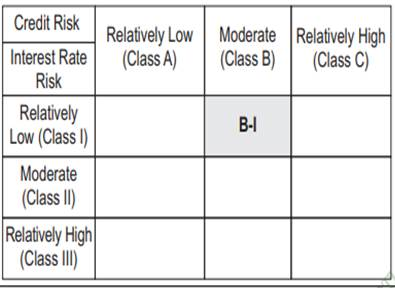 Credit Risk
Interest Rate
Risk
Relatively Low
(Class A)
Moderate
(Class B)
Relatively High
(Class C)
Relatively
Low (Class I)
B-I
Moderate
(Class II)
Relatively High
(Class III)